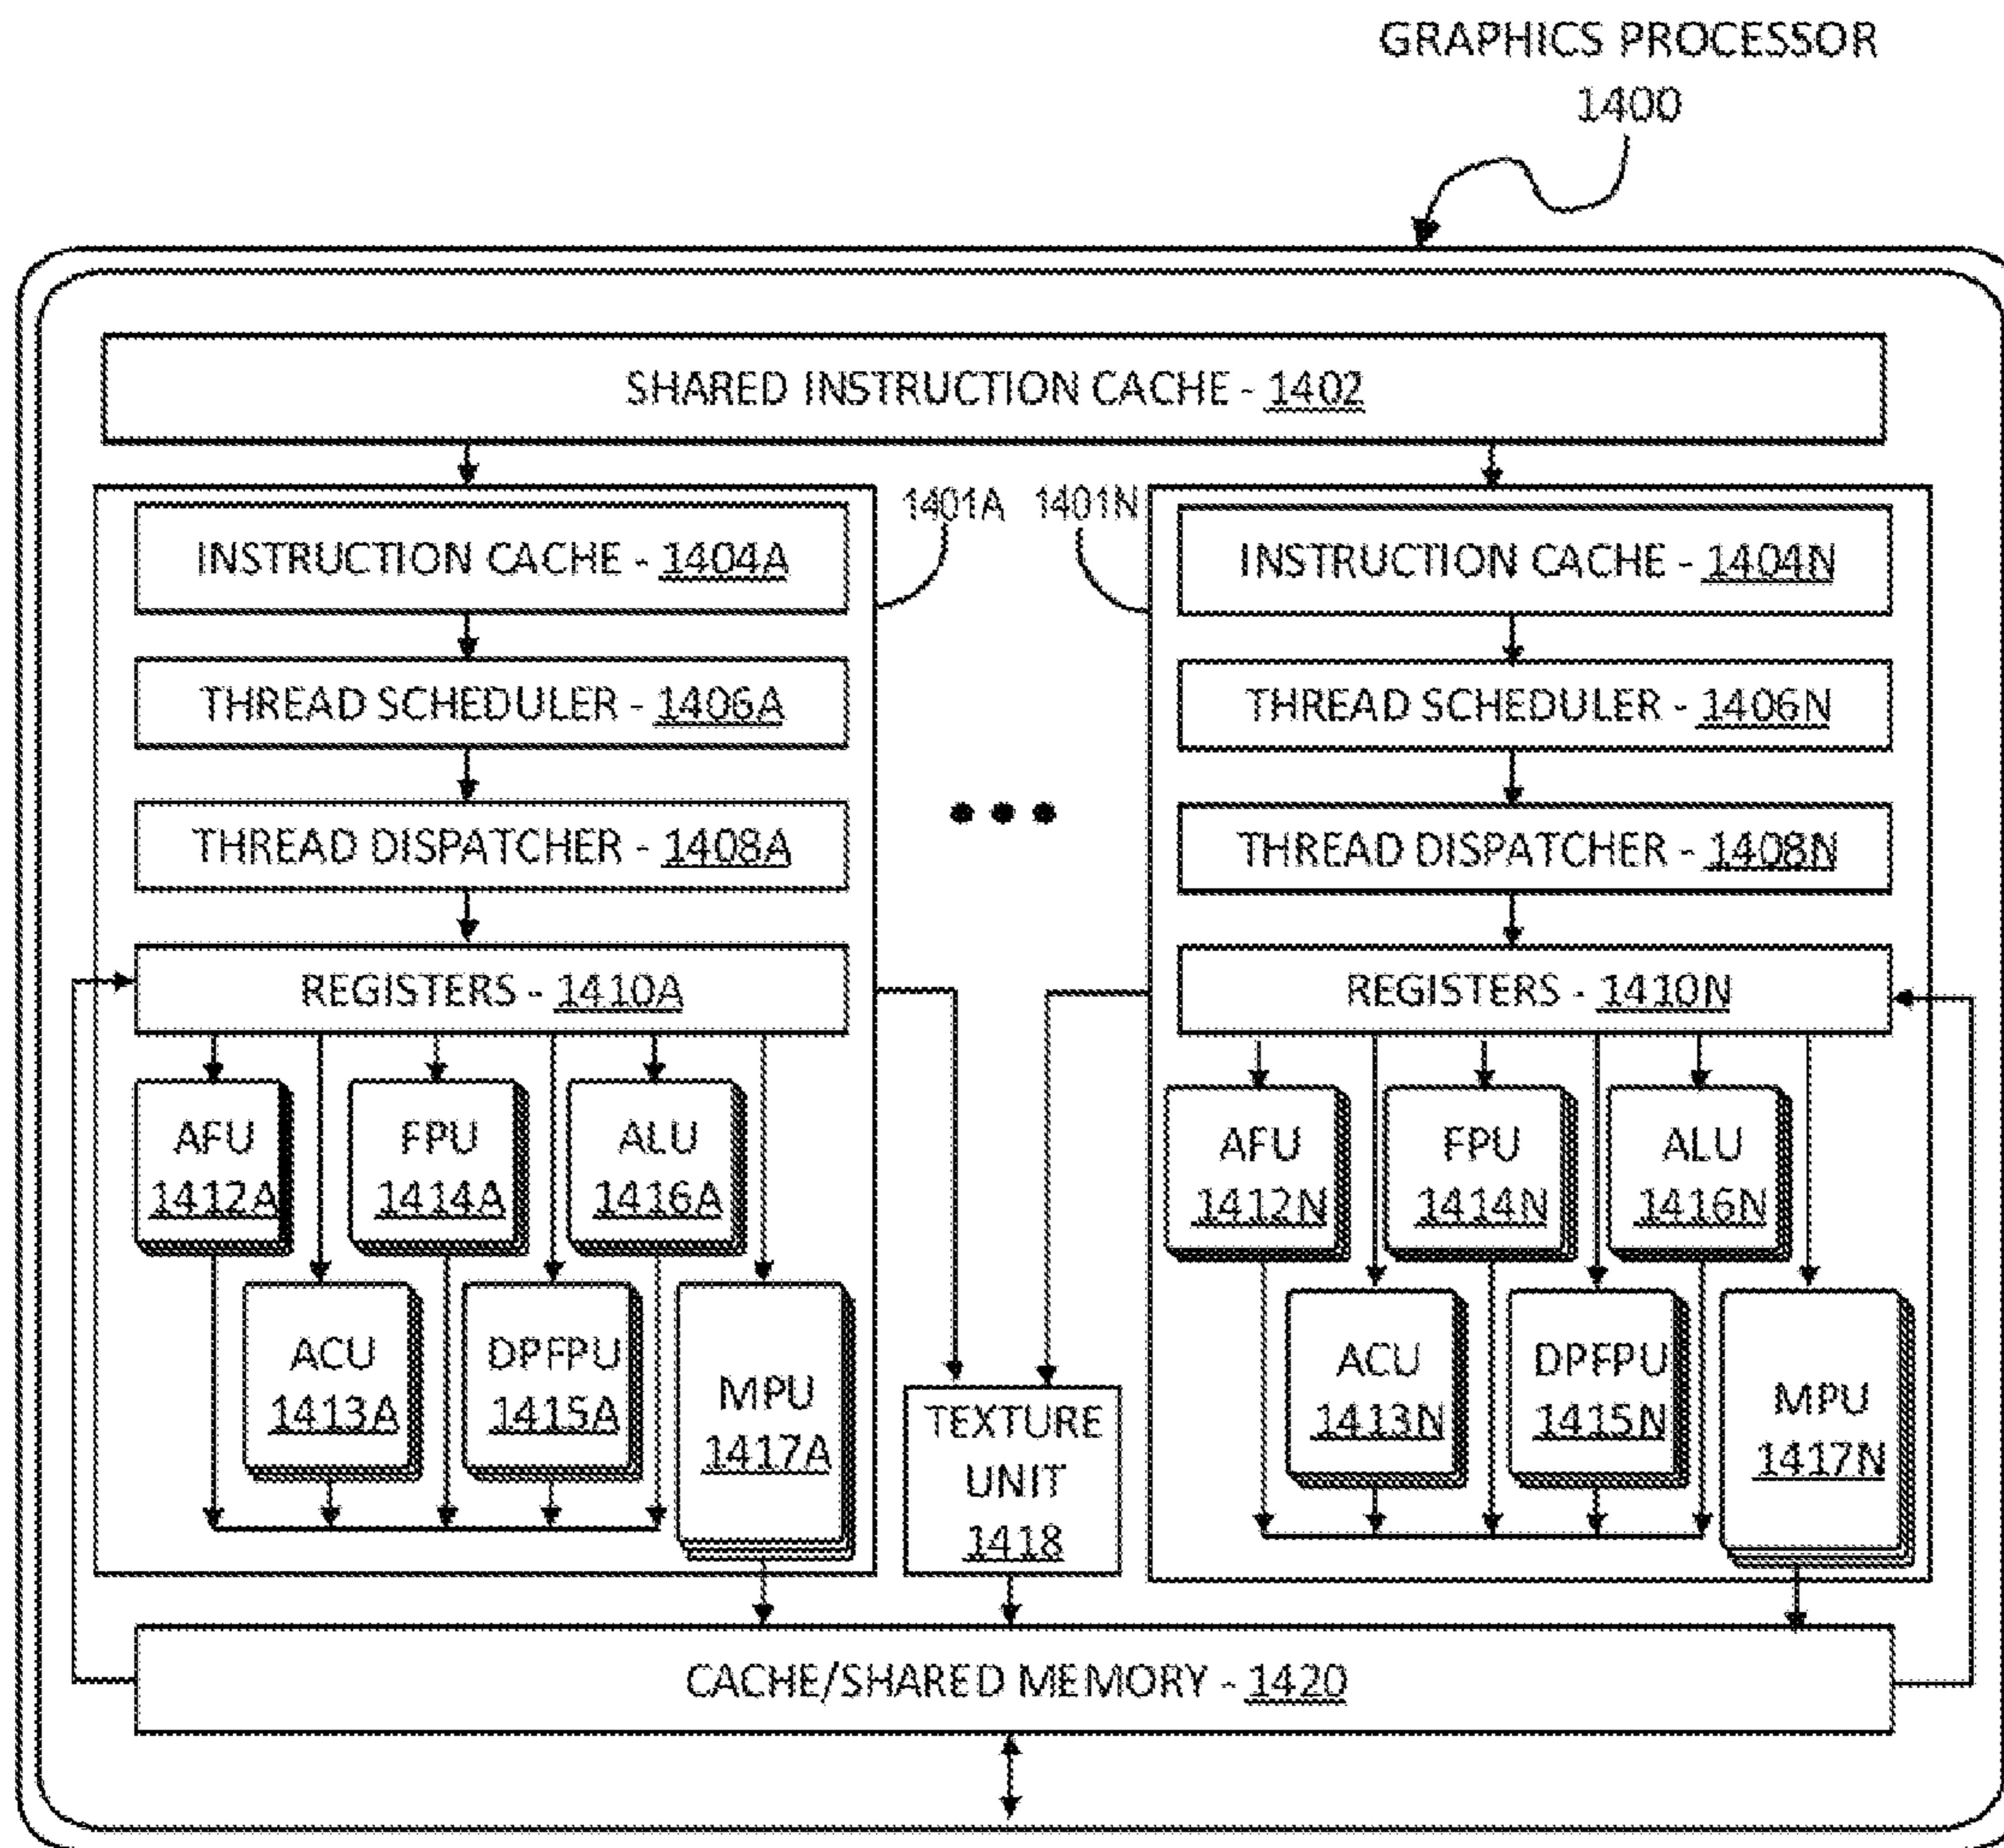 GRAPHICS PROCESSOR
1400
SHARED INSTRUCTION CACHE - 1402
1401A
1401N
INSTRUCTION CACHE - 1404A
THREAD SCHEDULER - 1406A
THREAD DISPATCHER - 1408A
REGISTERS - 1410A
AFU
1412A
FPU
1414A
ALU
1416A
ACU
1413A
DPFPU
1415A
MPU
1417A
INSTRUCTION CACHE - 1404N
THREAD SCHEDULER - 1406N
THREAD DISPATCHER - 1408N
REGISTERS - 1410N
AFU
1412N
FPU
1414N
ALU
1416N
ACU
1413N
DPFPU
1415N
MPU
1417N
TEXTURE
UNIT
1418
CACHE/SHARED MEMORY - 1420